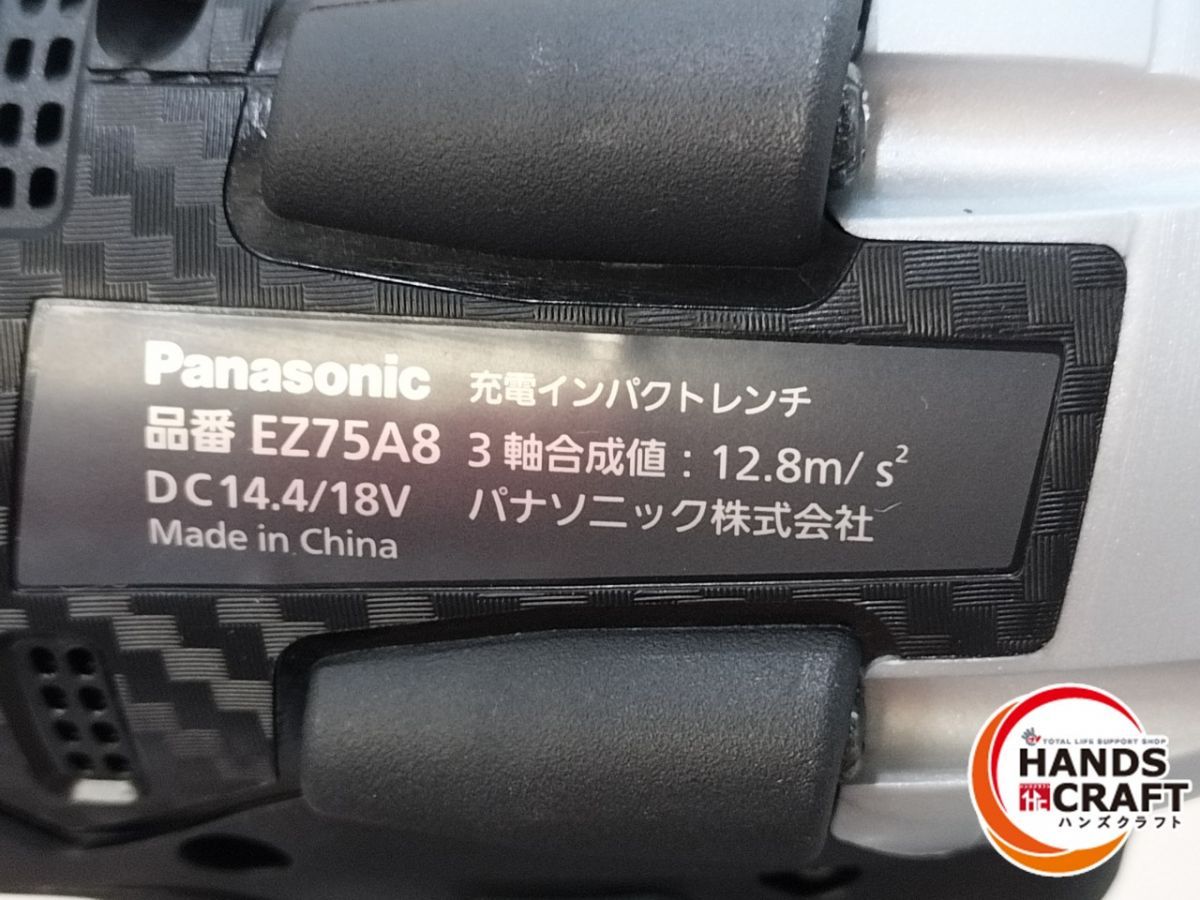 Panasonic 充電インパクトレンチ
品番 EZ75A8 3軸合成値：12.8m/s²
DC14.4/18V パナソニック株式会社
Made in China
TOTAL LIFE SUPPORT SHOP
HANDS
CRAFT
ハンズクラフト